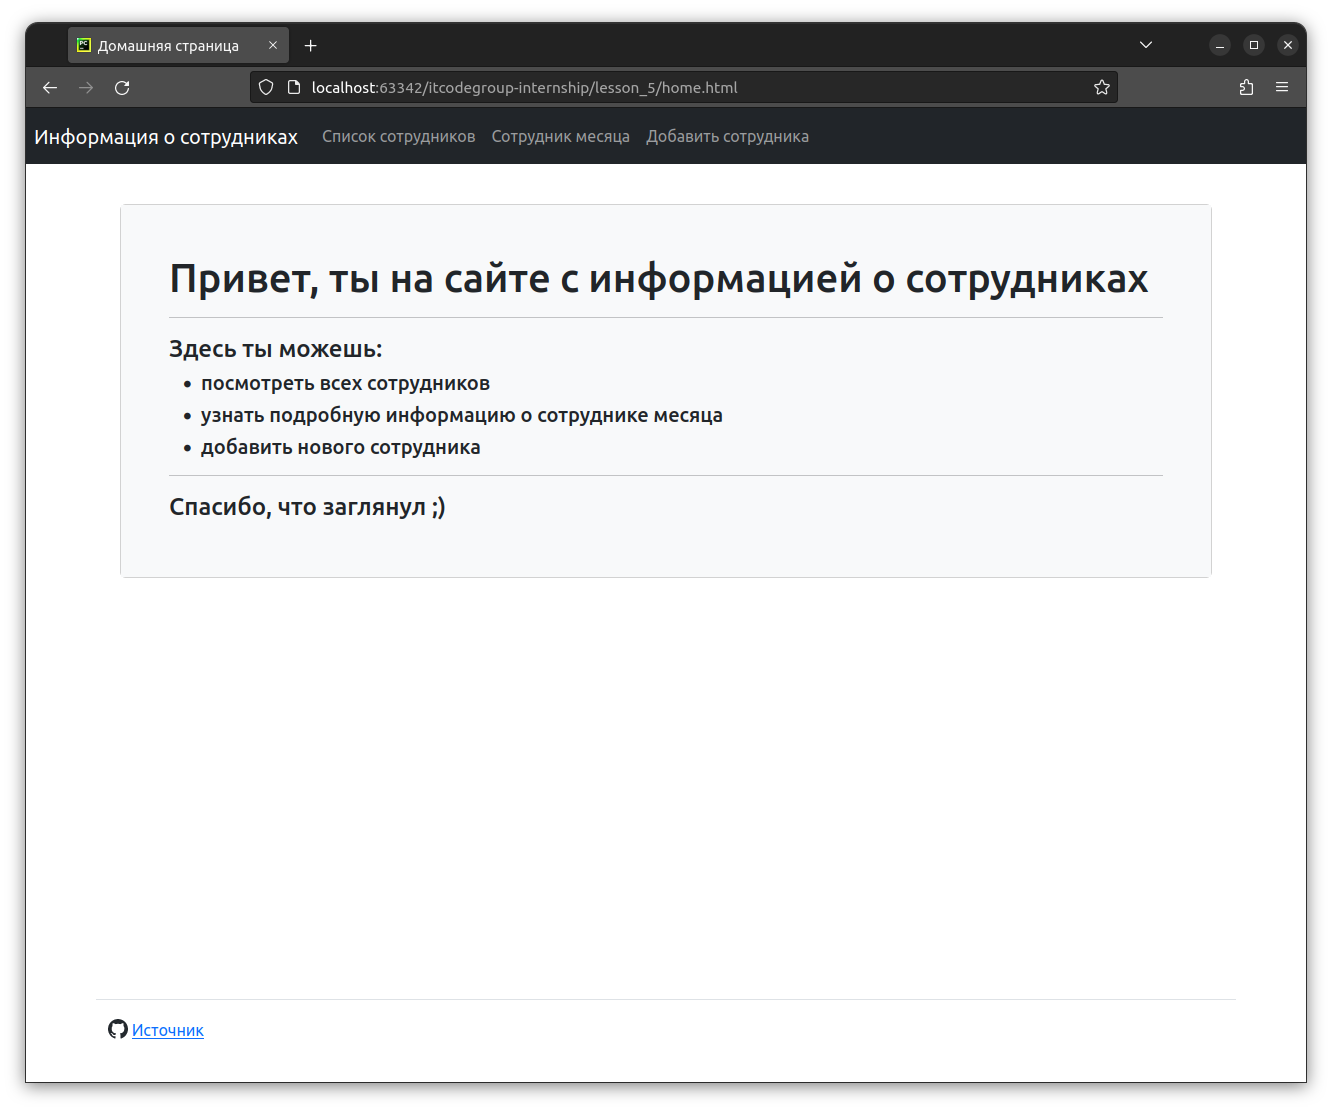 Домашняя страница
localhost:63342/itcodegroup-internship/lesson_5/home.html
Информация о сотрудниках Список сотрудников Сотрудник месяца Добавить сотрудника
Привет, ты на сайте с информацией о сотрудниках
Здесь ты можешь:
• посмотреть всех сотрудников
• узнать подробную информацию о сотруднике месяца
• добавить нового сотрудника
Спасибо, что заглянул ;)
Источник